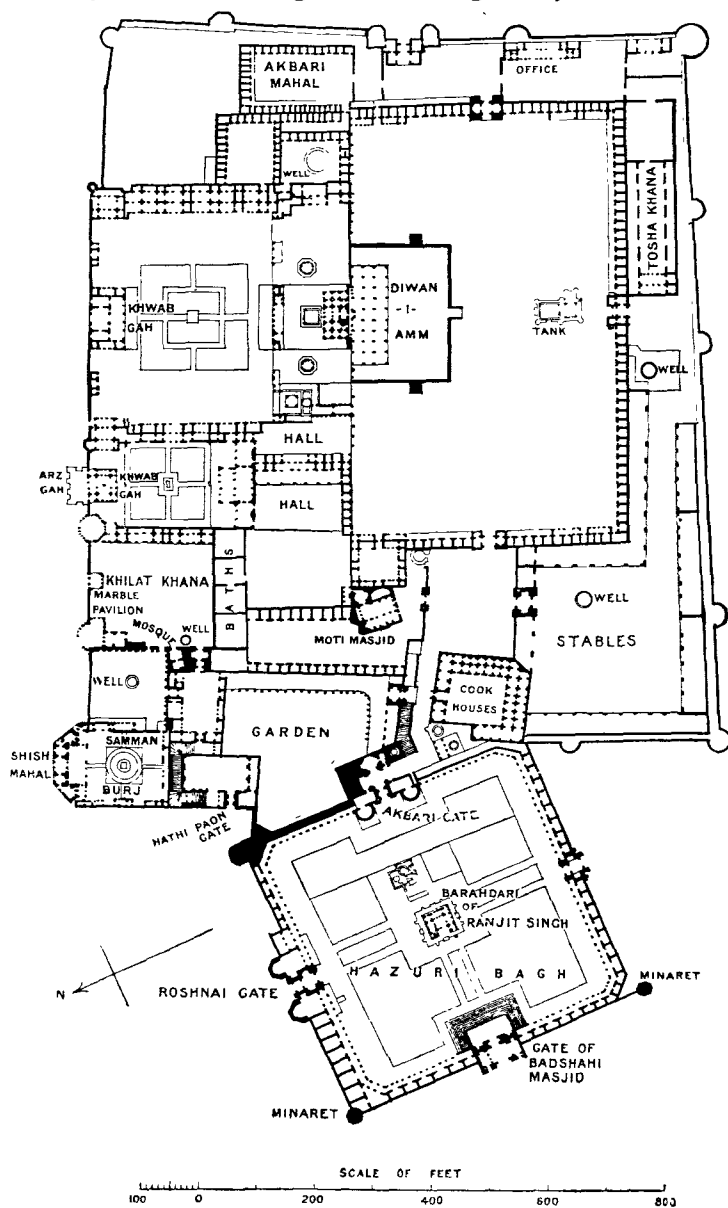 AKBARI
MAHAL
OFFICE
WELL
TOSHA KHANA
KHWAB
GAH
DIWAN
-I-
AMM
TANK
WELL
HALL
ARZ
GAH
KHWAB
GAH
HALL
KHILAT KHANA
MARBLE
PAVILION
MOSQUE
WELL
BATHS
MOTI MASJID
WELL
STABLES
WELL
COOK
HOUSES
GARDEN
SHISH
MAHAL
SAMMAN
BURJ
HATHI PAON
GATE
AKBARI GATE
BARAHDARI
OF
RANJIT SINGH
HAZURI BAGH
N
ROSHNAI GATE
MINARET
GATE OF
BADSHAHI
MASJID
MINARET
SCALE OF FEET
100 0 200 400 600 800